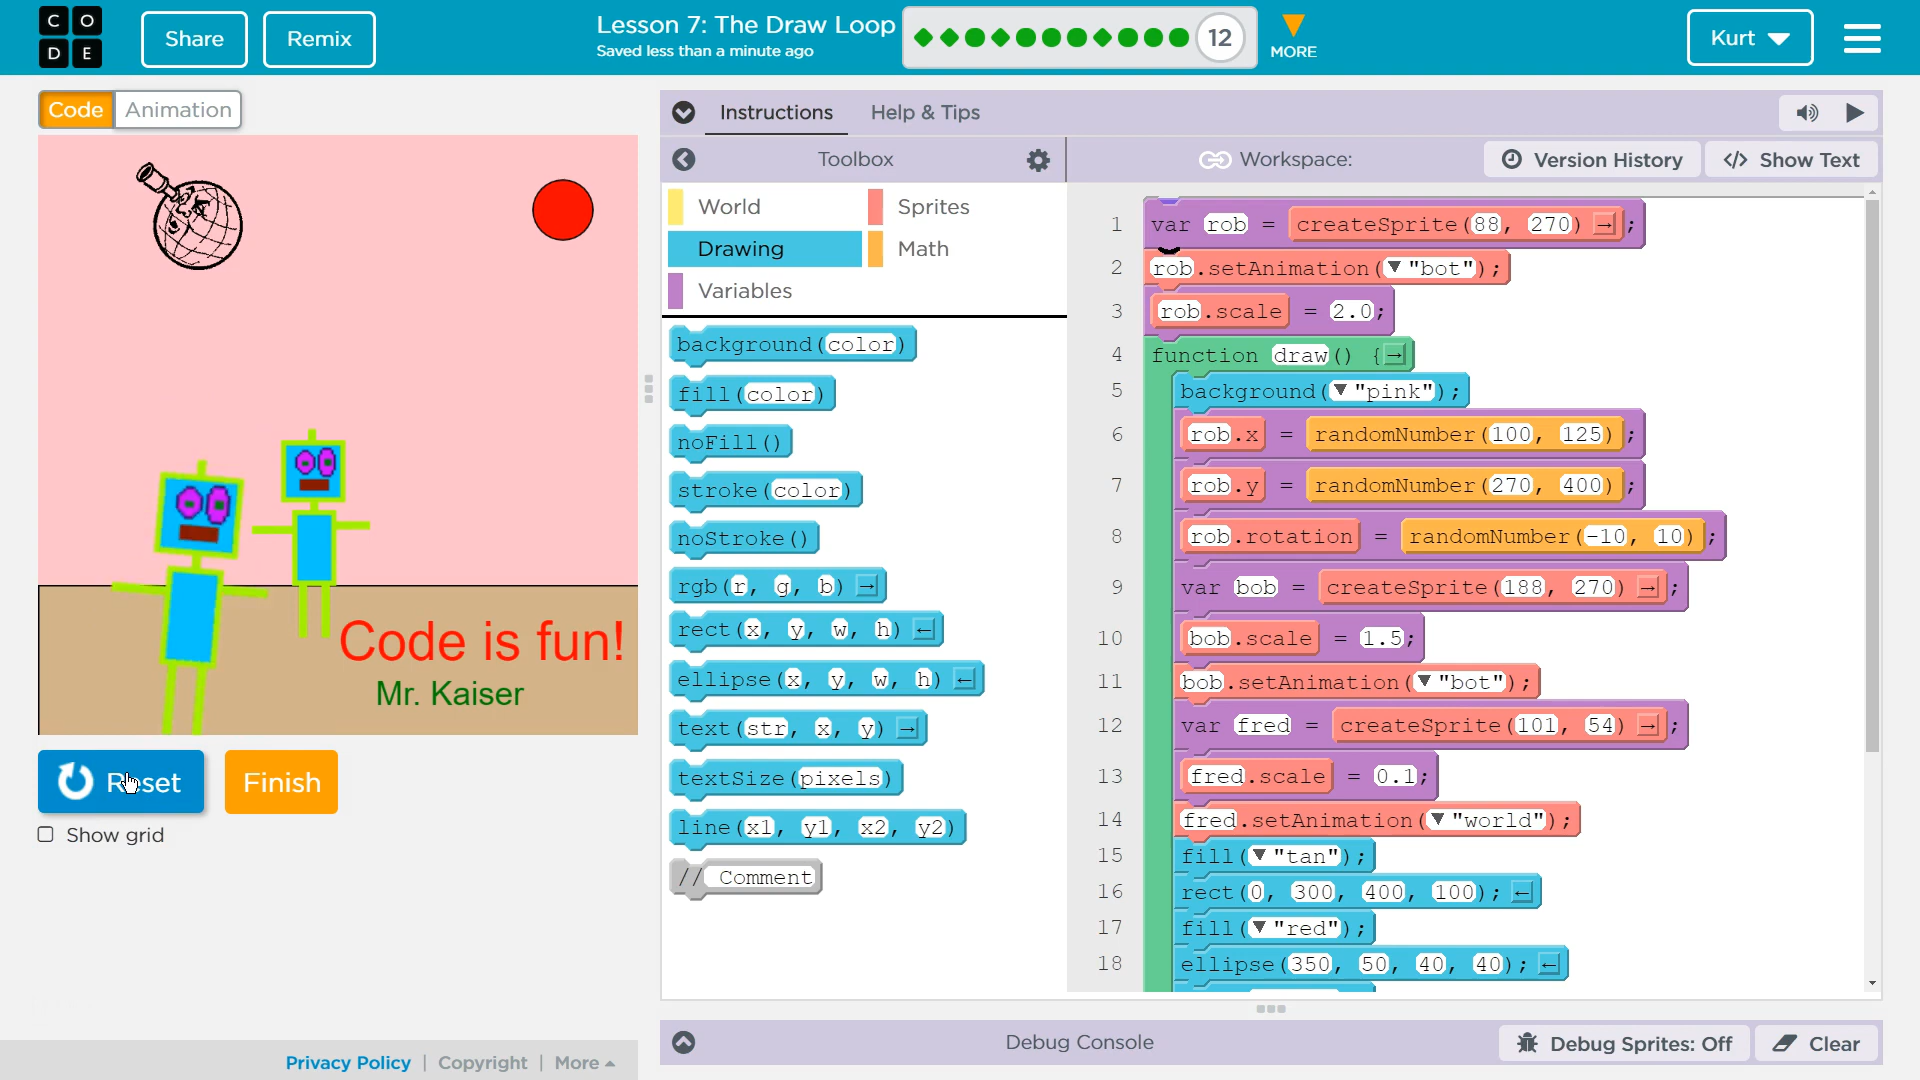 C O
D E
Share
Remix
Lesson 7: The Draw Loop
Saved less than a minute ago
12
MORE
Kurt
Code
Animation
Instructions
Help & Tips
Toolbox
Workspace:
Version History
</> Show Text
World
Sprites
Drawing
Math
Variables
background(color)
fill(color)
noFill()
stroke(color)
noStroke()
rgb(r, g, b) →
rect(x, y, w, h) ←
ellipse(x, y, w, h) ←
text(str, x, y) →
textSize(pixels)
line(x1, y1, x2, y2)
// Comment
1 var rob = createSprite(88, 270) → ;
2 rob.setAnimation(▼ "bot");
3 rob.scale = 2.0;
4 function draw() { →
5 background(▼ "pink");
6 rob.x = randomNumber(100, 125) ;
7 rob.y = randomNumber(270, 400) ;
8 rob.rotation = randomNumber(-10, 10) ;
9 var bob = createSprite(188, 270) → ;
10 bob.scale = 1.5;
11 bob.setAnimation(▼ "bot");
12 var fred = createSprite(101, 54) → ;
13 fred.scale = 0.1;
14 fred.setAnimation(▼ "world");
15 fill(▼ "tan");
16 rect(0, 300, 400, 100); ←
17 fill(▼ "red");
18 ellipse(350, 50, 40, 40); ←
Code is fun!
Mr. Kaiser
Reset
Finish
Show grid
Debug Console
Debug Sprites: Off
Clear
Privacy Policy | Copyright | More